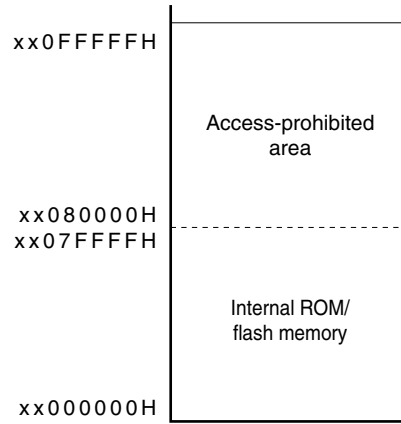 xx0FFFFFH
Access-prohibited
area
xx080000H
xx07FFFFH
Internal ROM/
flash memory
xx000000H